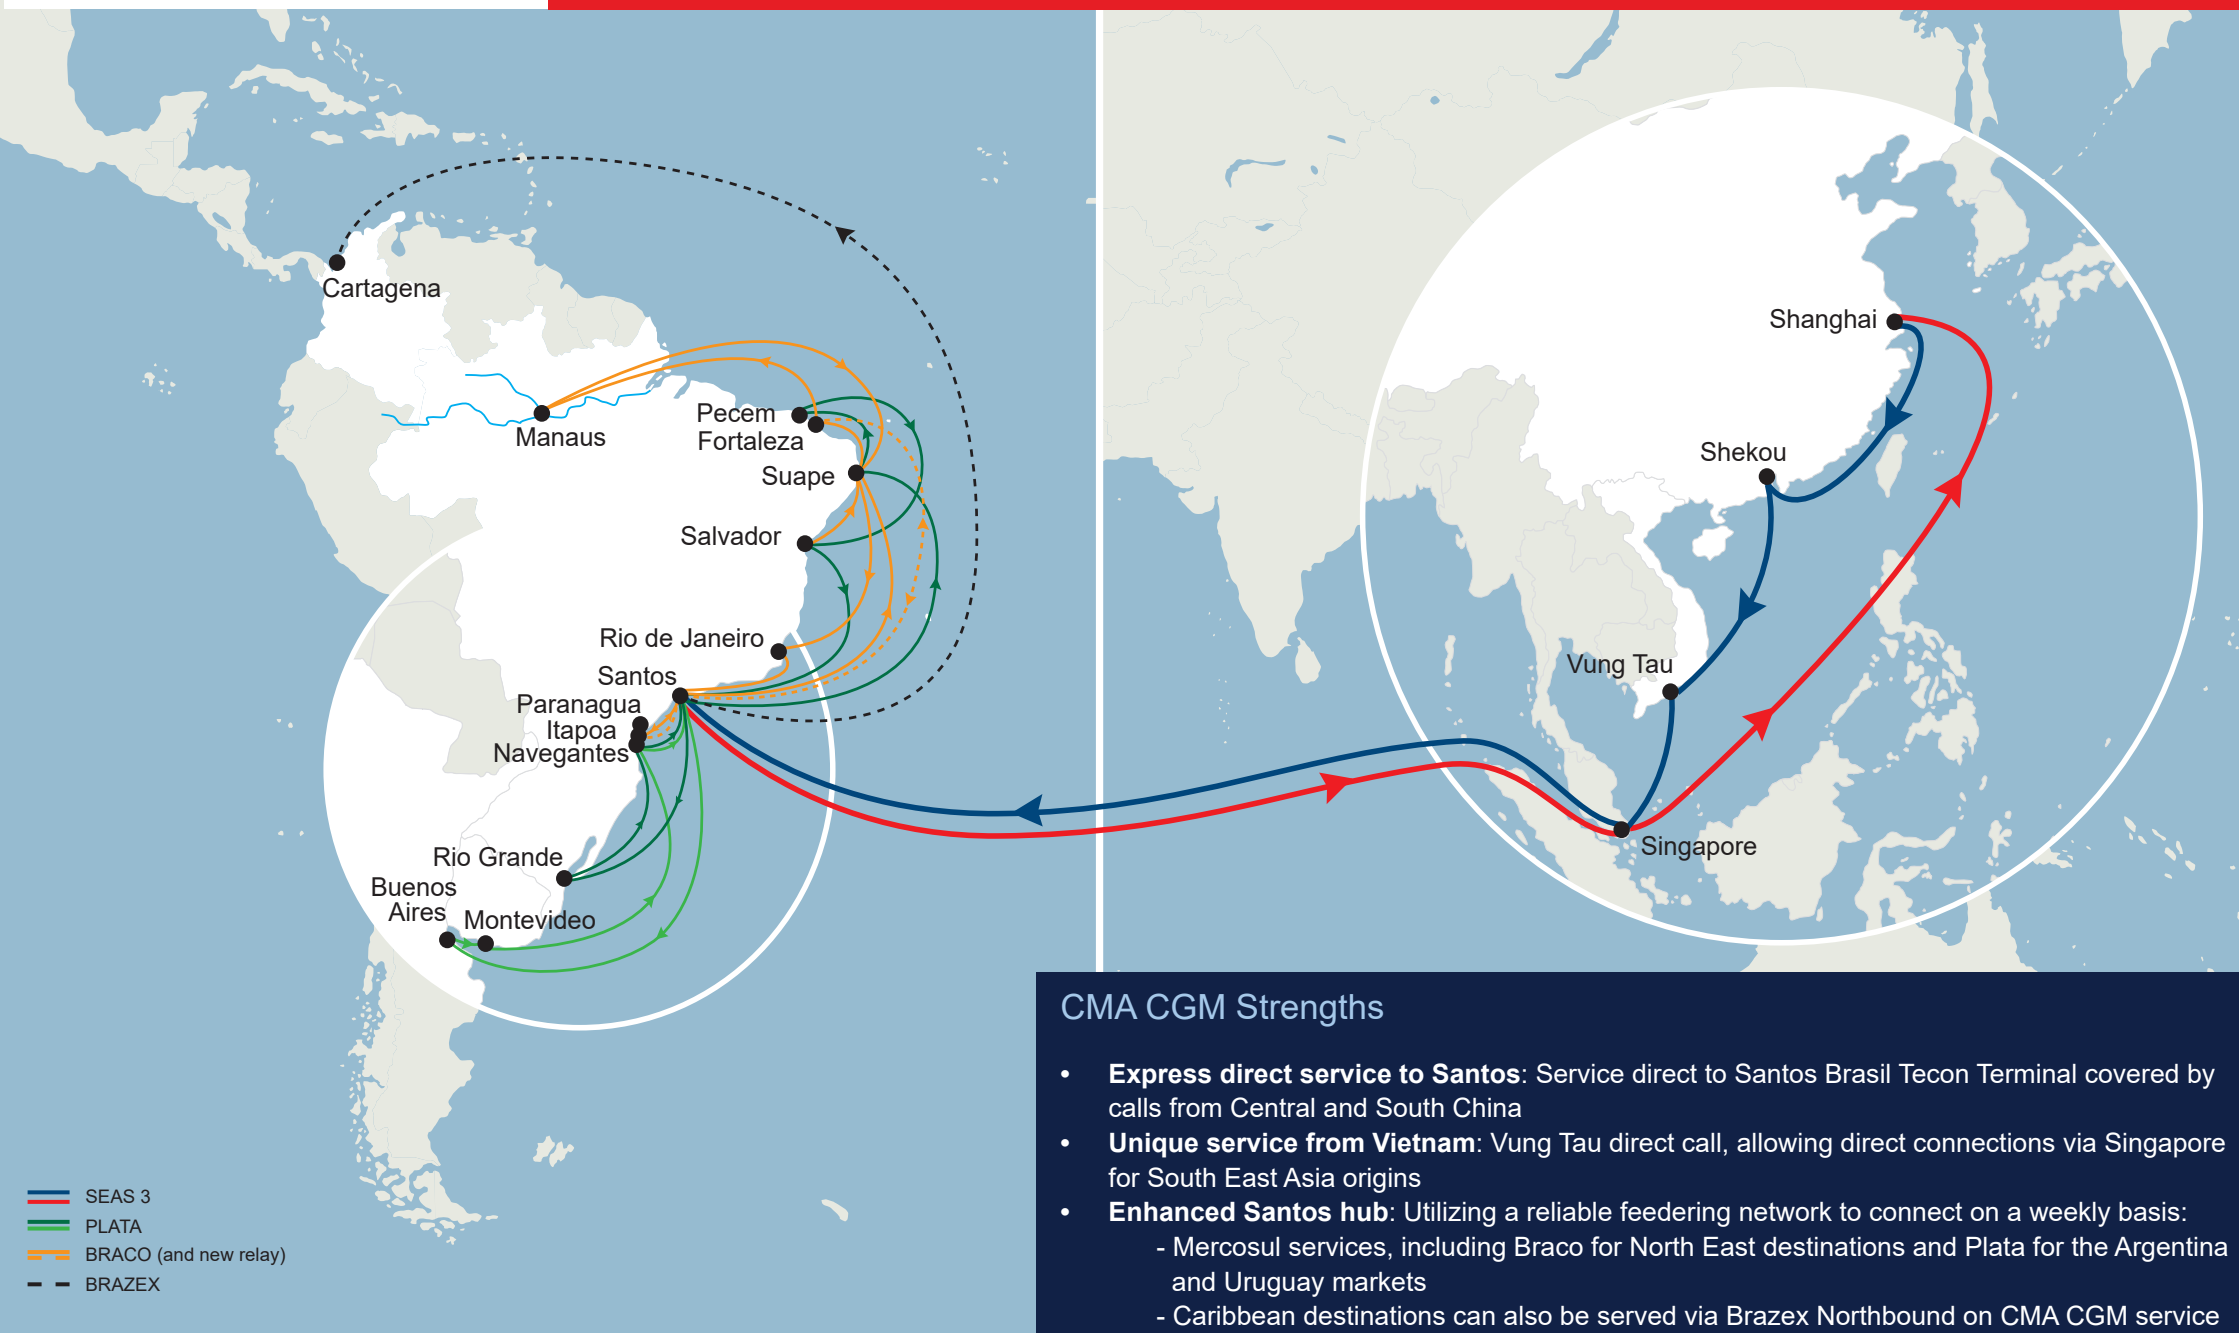 Cartagena
Manaus
Pecem
Fortaleza
Suape
Salvador
Rio de Janeiro
Santos
Paranagua
Itapoa
Navegantes
Rio Grande
Buenos
Aires
Montevideo
Shanghai
Shekou
Vung Tau
Singapore
SEAS 3
PLATA
BRACO (and new relay)
BRAZEX
CMA CGM Strengths
• Express direct service to Santos: Service direct to Santos Brasil Tecon Terminal covered by
calls from Central and South China
• Unique service from Vietnam: Vung Tau direct call, allowing direct connections via Singapore
for South East Asia origins
• Enhanced Santos hub: Utilizing a reliable feedering network to connect on a weekly basis:
- Mercosul services, including Braco for North East destinations and Plata for the Argentina
and Uruguay markets
- Caribbean destinations can also be served via Brazex Northbound on CMA CGM service